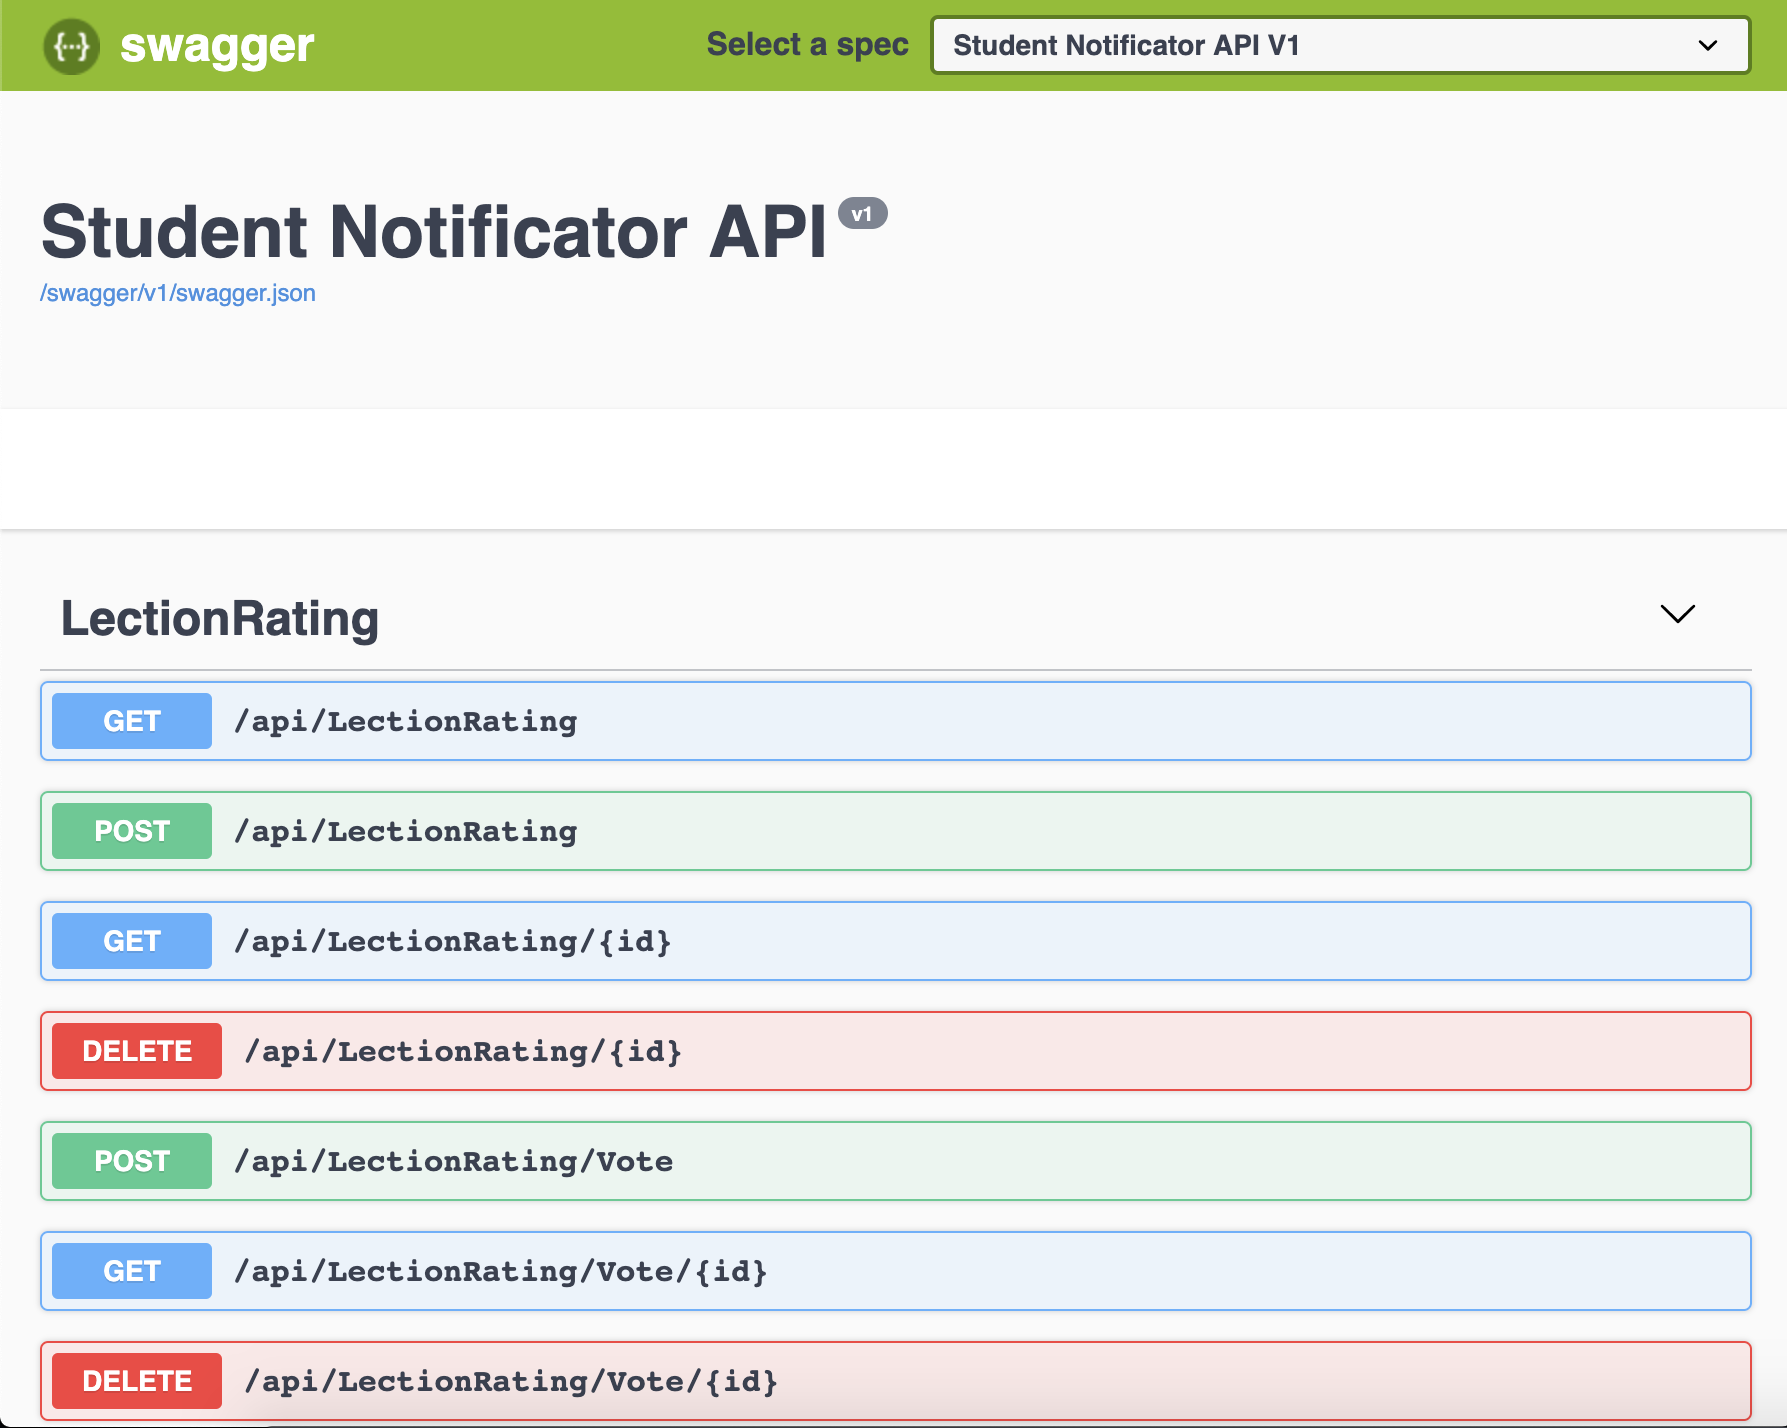 {...} swagger
Select a spec
Student Notificator API V1
Student Notificator API v1
/swagger/v1/swagger.json
LectionRating
GET /api/LectionRating
POST /api/LectionRating
GET /api/LectionRating/{id}
DELETE /api/LectionRating/{id}
POST /api/LectionRating/Vote
GET /api/LectionRating/Vote/{id}
DELETE /api/LectionRating/Vote/{id}